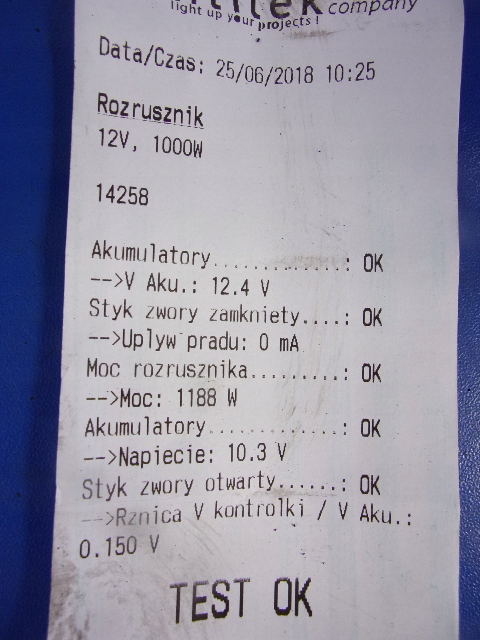 company
light up your projects !
Data/Czas: 25/06/2018 10:25
Rozrusznik
12V, 1000W
14258
Akumulatory..............: OK
-->V Aku.: 12.4 V
Styk zwory zamkniety....: OK
-->Uplyw pradu: 0 mA
Moc rozrusznika..........: OK
-->Moc: 1188 W
Akumulatory..............: OK
-->Napiecie: 10.3 V
Styk zwory otwarty......: OK
-->Rznica V kontrolki / V Aku.:
0.150 V
TEST OK